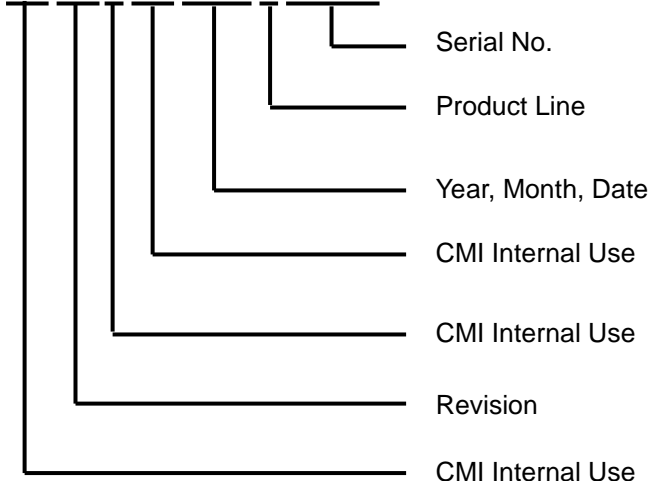 Serial No.
Product Line
Year, Month, Date
CMI Internal Use
CMI Internal Use
Revision
CMI Internal Use